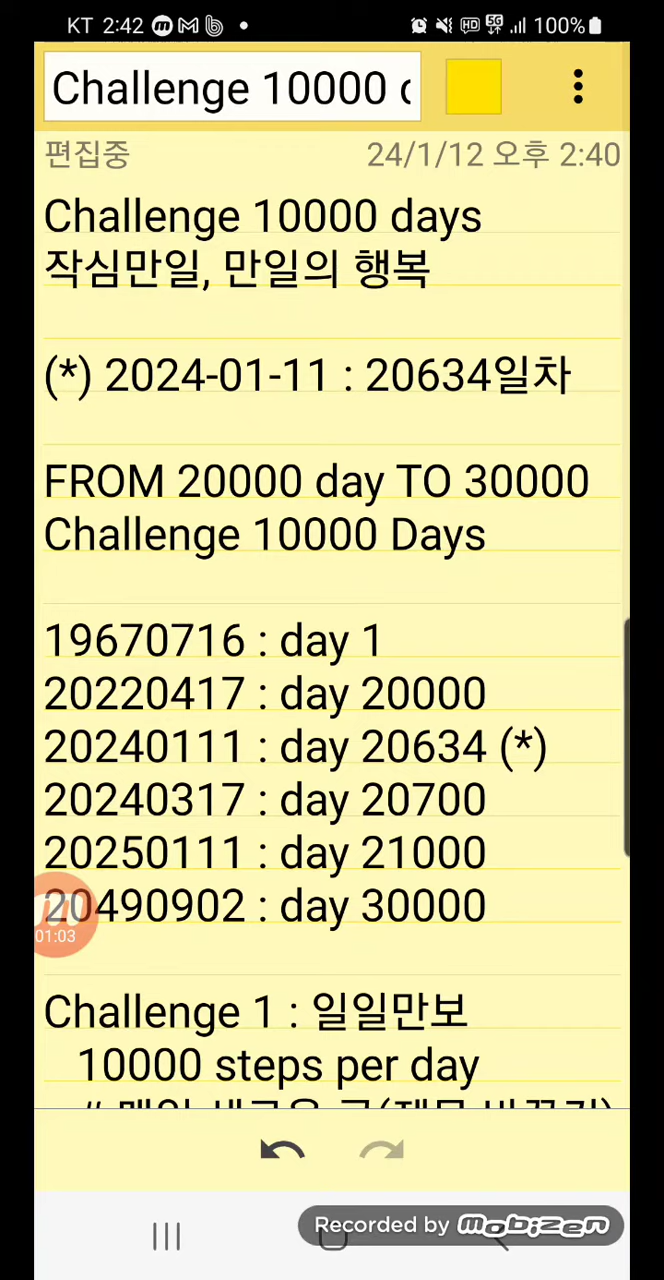 KT 2:42 100%
Challenge 10000
편집중 24/1/12 오후 2:40
Challenge 10000 days
작심만일, 만일의 행복
(*) 2024-01-11 : 20634일차
FROM 20000 day TO 30000
Challenge 10000 Days
19670716 : day 1
20220417 : day 20000
20240111 : day 20634 (*)
20240317 : day 20700
20250111 : day 21000
20490902 : day 30000
01:03
Challenge 1 : 일일만보
10000 steps per day
Recorded by mobizen